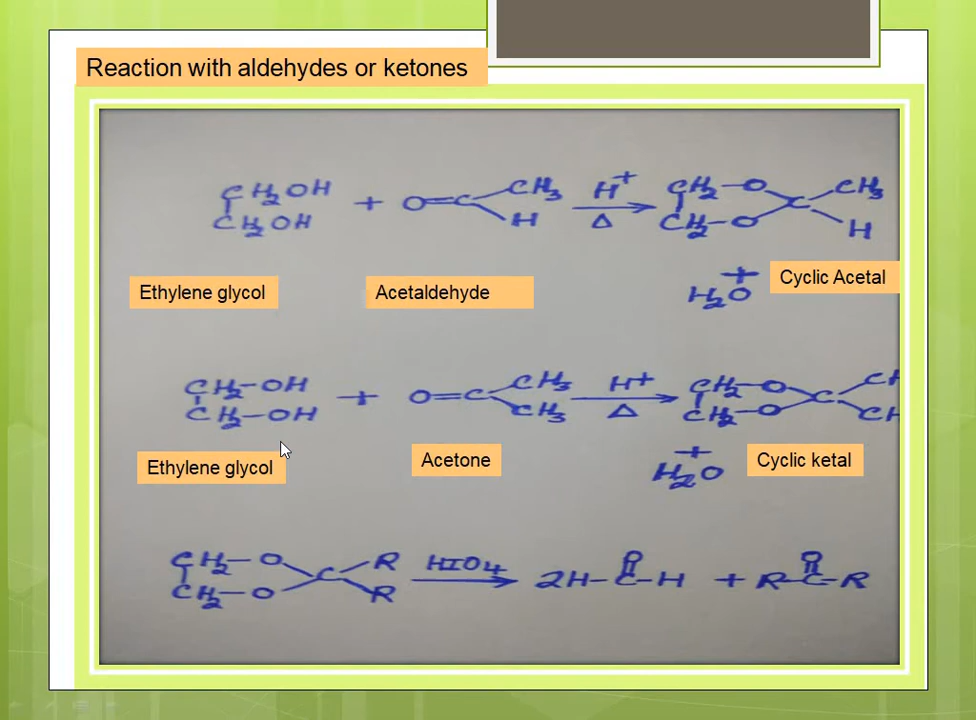 Reaction with aldehydes or ketones
CH2OH + O=C CH3 H+ CH2-O C CH3
CH2OH H Δ CH2-O H
Ethylene glycol Acetaldehyde + Cyclic Acetal
H2O
CH2-OH + O=C CH3 H+ CH2-O C CH
CH2-OH CH3 Δ CH2-O CH
Ethylene glycol Acetone + Cyclic ketal
H2O
CH2-O C R HIO4 2H-C-H + R-C-R
CH2-O R O O